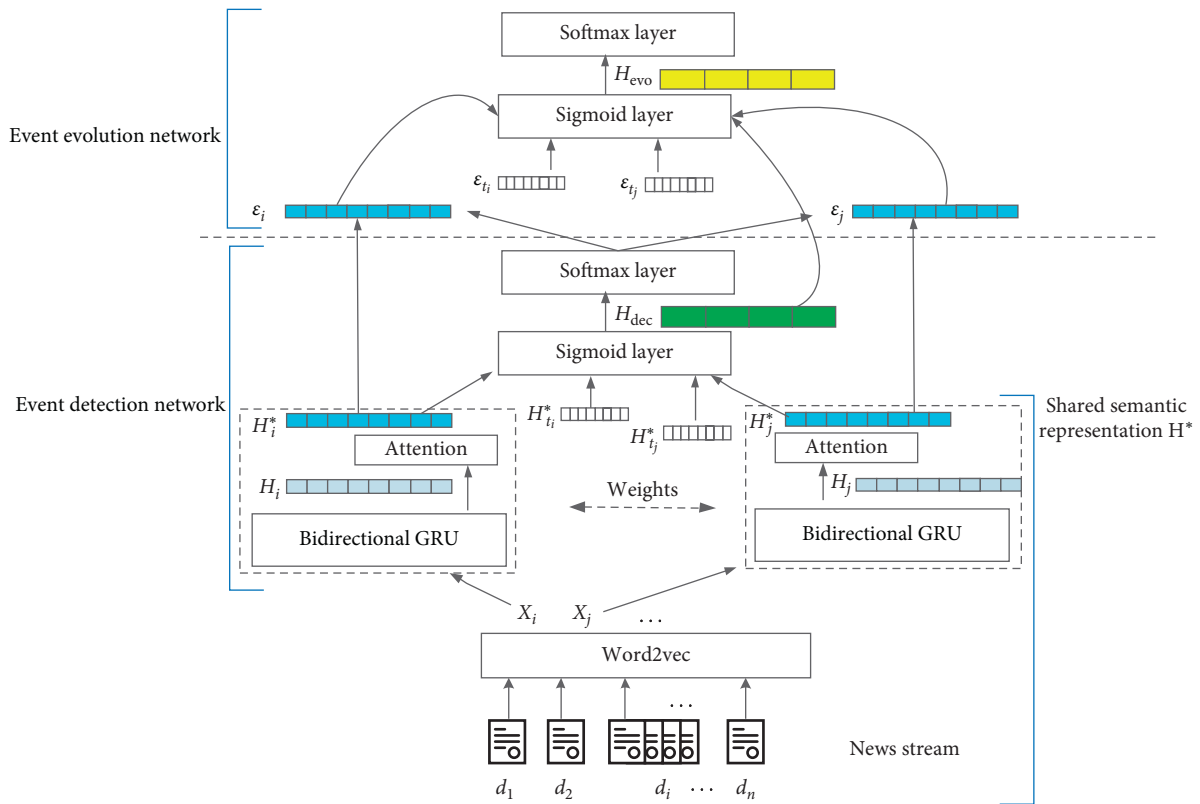 Softmax layer
H_evo
Sigmoid layer
Event evolution network
ε_{t_i}
ε_{t_j}
ε_i
ε_j
Softmax layer
H_dec
Sigmoid layer
Event detection network
H*_i
H*_{t_i}
H*_{t_j}
H*_j
Shared semantic
representation H*
Attention
Attention
H_i
Weights
H_j
Bidirectional GRU
Bidirectional GRU
X_i
X_j
...
Word2vec
...
News stream
d_1
d_2
d_i
...
d_n